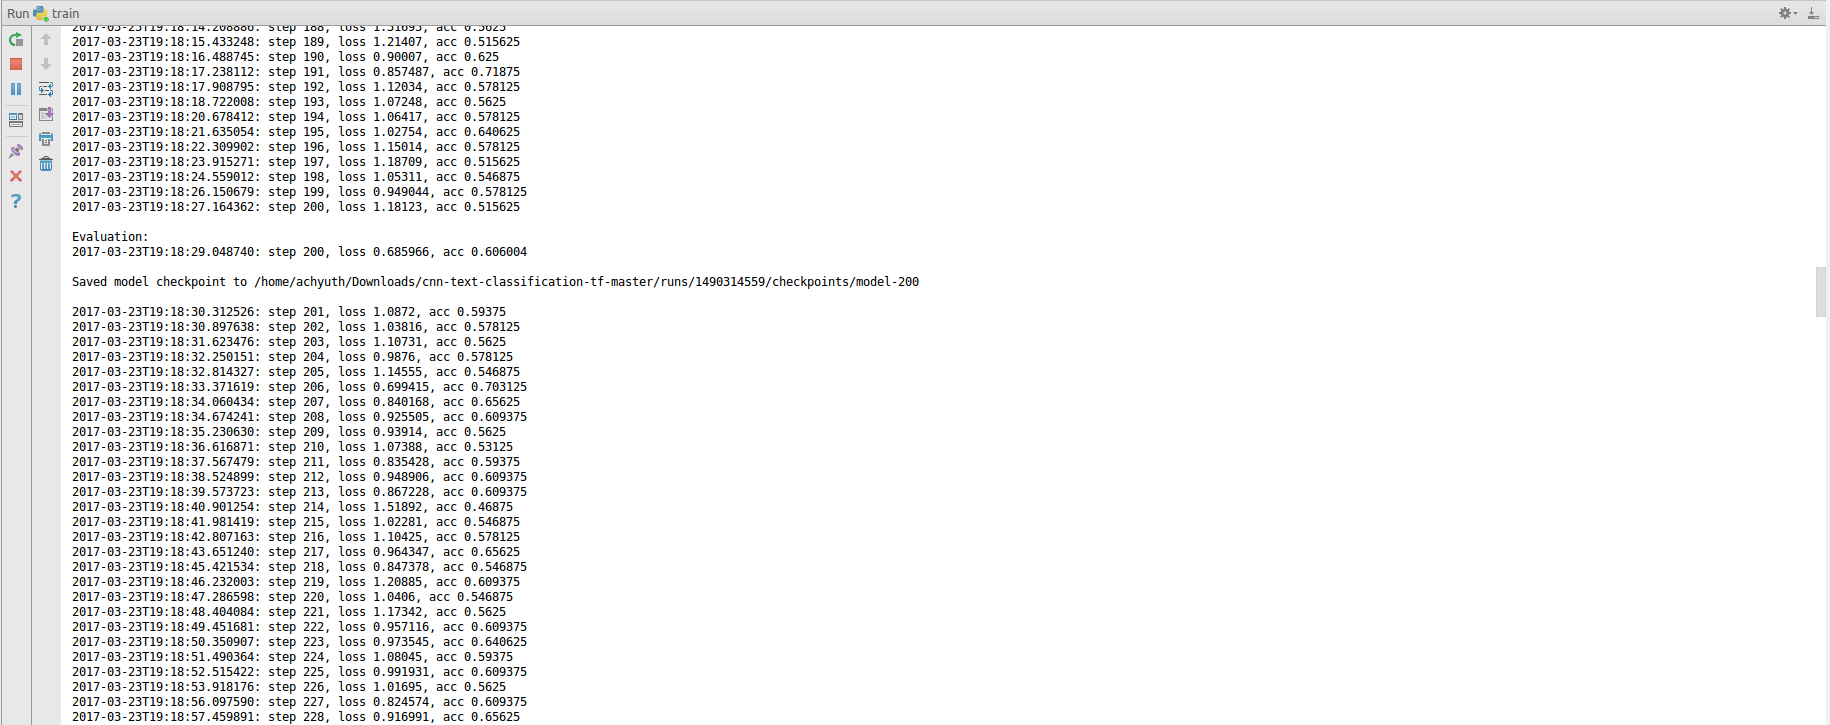 Run train
2017-03-23T19:18:14.208886: step 188, loss 1.31695, acc 0.5625
2017-03-23T19:18:15.433248: step 189, loss 1.21407, acc 0.515625
2017-03-23T19:18:16.488745: step 190, loss 0.90007, acc 0.625
2017-03-23T19:18:17.238112: step 191, loss 0.857487, acc 0.71875
2017-03-23T19:18:17.908795: step 192, loss 1.12034, acc 0.578125
2017-03-23T19:18:18.722008: step 193, loss 1.07248, acc 0.5625
2017-03-23T19:18:20.678412: step 194, loss 1.06417, acc 0.578125
2017-03-23T19:18:21.635054: step 195, loss 1.02754, acc 0.640625
2017-03-23T19:18:22.309902: step 196, loss 1.15014, acc 0.578125
2017-03-23T19:18:23.915271: step 197, loss 1.18709, acc 0.515625
2017-03-23T19:18:24.559012: step 198, loss 1.05311, acc 0.546875
2017-03-23T19:18:26.150679: step 199, loss 0.949044, acc 0.578125
2017-03-23T19:18:27.164362: step 200, loss 1.18123, acc 0.515625
Evaluation:
2017-03-23T19:18:29.048740: step 200, loss 0.685966, acc 0.606004
Saved model checkpoint to /home/achyuth/Downloads/cnn-text-classification-tf-master/runs/1490314559/checkpoints/model-200
2017-03-23T19:18:30.312526: step 201, loss 1.0872, acc 0.59375
2017-03-23T19:18:30.897638: step 202, loss 1.03816, acc 0.578125
2017-03-23T19:18:31.623476: step 203, loss 1.10731, acc 0.5625
2017-03-23T19:18:32.250151: step 204, loss 0.9876, acc 0.578125
2017-03-23T19:18:32.814327: step 205, loss 1.14555, acc 0.546875
2017-03-23T19:18:33.371619: step 206, loss 0.699415, acc 0.703125
2017-03-23T19:18:34.060434: step 207, loss 0.840168, acc 0.65625
2017-03-23T19:18:34.674241: step 208, loss 0.925505, acc 0.609375
2017-03-23T19:18:35.230630: step 209, loss 0.93914, acc 0.5625
2017-03-23T19:18:36.616871: step 210, loss 1.07388, acc 0.53125
2017-03-23T19:18:37.567479: step 211, loss 0.835428, acc 0.59375
2017-03-23T19:18:38.524899: step 212, loss 0.948906, acc 0.609375
2017-03-23T19:18:39.573723: step 213, loss 0.867228, acc 0.609375
2017-03-23T19:18:40.901254: step 214, loss 1.51892, acc 0.46875
2017-03-23T19:18:41.981419: step 215, loss 1.02281, acc 0.546875
2017-03-23T19:18:42.807163: step 216, loss 1.10425, acc 0.578125
2017-03-23T19:18:43.651240: step 217, loss 0.964347, acc 0.65625
2017-03-23T19:18:45.421534: step 218, loss 0.847378, acc 0.546875
2017-03-23T19:18:46.232003: step 219, loss 1.20885, acc 0.609375
2017-03-23T19:18:47.286598: step 220, loss 1.0406, acc 0.546875
2017-03-23T19:18:48.404084: step 221, loss 1.17342, acc 0.5625
2017-03-23T19:18:49.451681: step 222, loss 0.957116, acc 0.609375
2017-03-23T19:18:50.350907: step 223, loss 0.973545, acc 0.640625
2017-03-23T19:18:51.490364: step 224, loss 1.08045, acc 0.59375
2017-03-23T19:18:52.515422: step 225, loss 0.991931, acc 0.609375
2017-03-23T19:18:53.918176: step 226, loss 1.01695, acc 0.5625
2017-03-23T19:18:56.097590: step 227, loss 0.824574, acc 0.609375
2017-03-23T19:18:57.459891: step 228, loss 0.916991, acc 0.65625